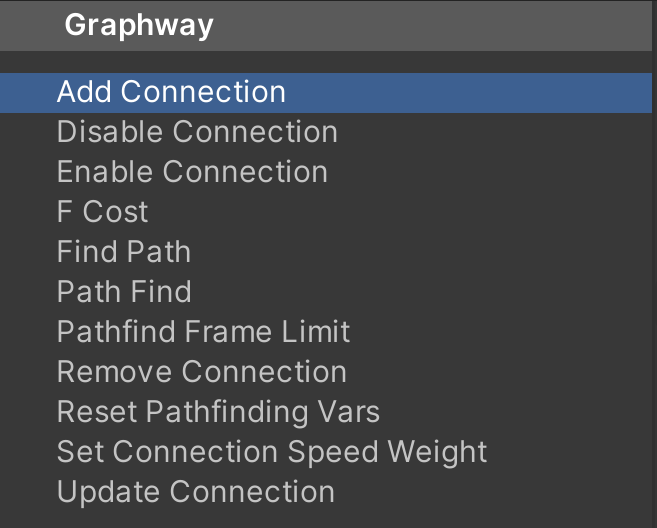 Graphway
Add Connection
Disable Connection
Enable Connection
F Cost
Find Path
Path Find
Pathfind Frame Limit
Remove Connection
Reset Pathfinding Vars
Set Connection Speed Weight
Update Connection